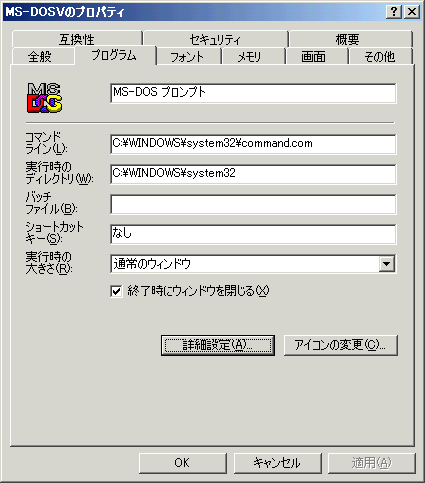 MS-DOSVのプロパティ
互換性 セキュリティ 概要
全般 プログラム フォント メモリ 画面 その他
MS DOS
MS-DOS プロンプト
コマンド
ライン(L):
C:¥WINDOWS¥system32¥command.com
実行時の
ディレクトリ(W):
C:¥WINDOWS¥system32
バッチ
ファイル(B):
ショートカット
キー(S):
なし
実行時の
大きさ(R):
通常のウィンドウ
終了時にウィンドウを閉じる(X)
詳細設定(A)... アイコンの変更(C)...
OK キャンセル 適用(A)